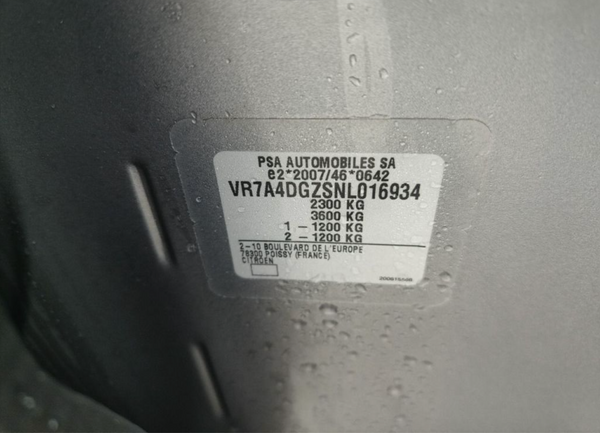 PSA AUTOMOBILES SA
e2*2007/46*0642
VR7A4DGZSNL016934
2300 KG
3600 KG
1 - 1200 KG
2 - 1200 KG
2-10 BOULEVARD DE L'EUROPE
78300 POISSY (FRANCE)
CITROEN